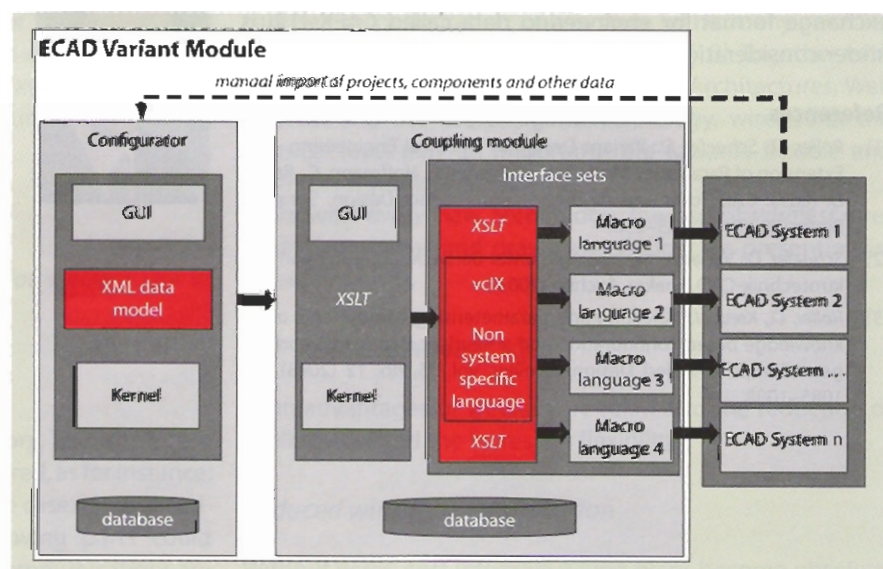 ECAD Variant Module
manual import of projects, components and other data
Configurator
GUI
XML data
model
Kernel
database
Coupling module
GUI
XSLT
Kernel
database
Interface sets
XSLT
vclX
Non
system
specific
language
XSLT
Macro
language 1
Macro
language 2
Macro
language 3
Macro
language 4
ECAD System 1
ECAD System 2
ECAD System ...
ECAD System n